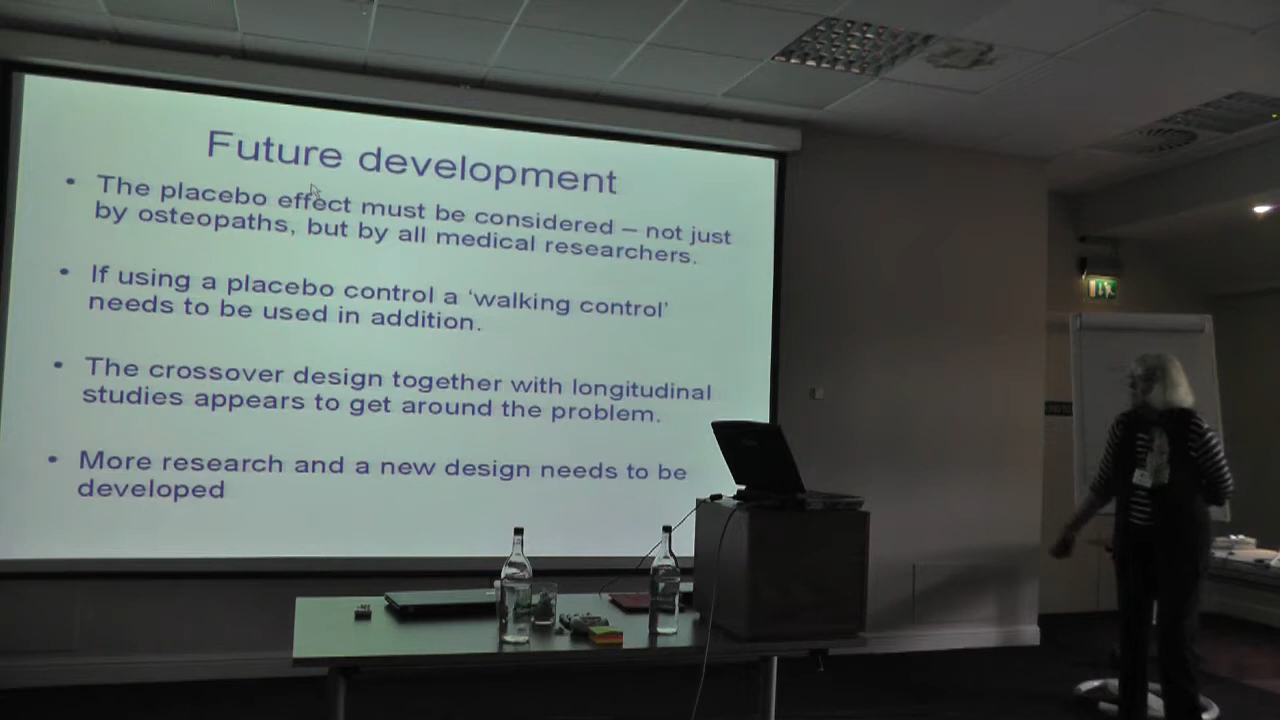 Future development
• The placebo effect must be considered – not just
by osteopaths, but by all medical researchers.
• If using a placebo control a ‘walking control’
needs to be used in addition.
• The crossover design together with longitudinal
studies appears to get around the problem.
• More research and a new design needs to be
developed